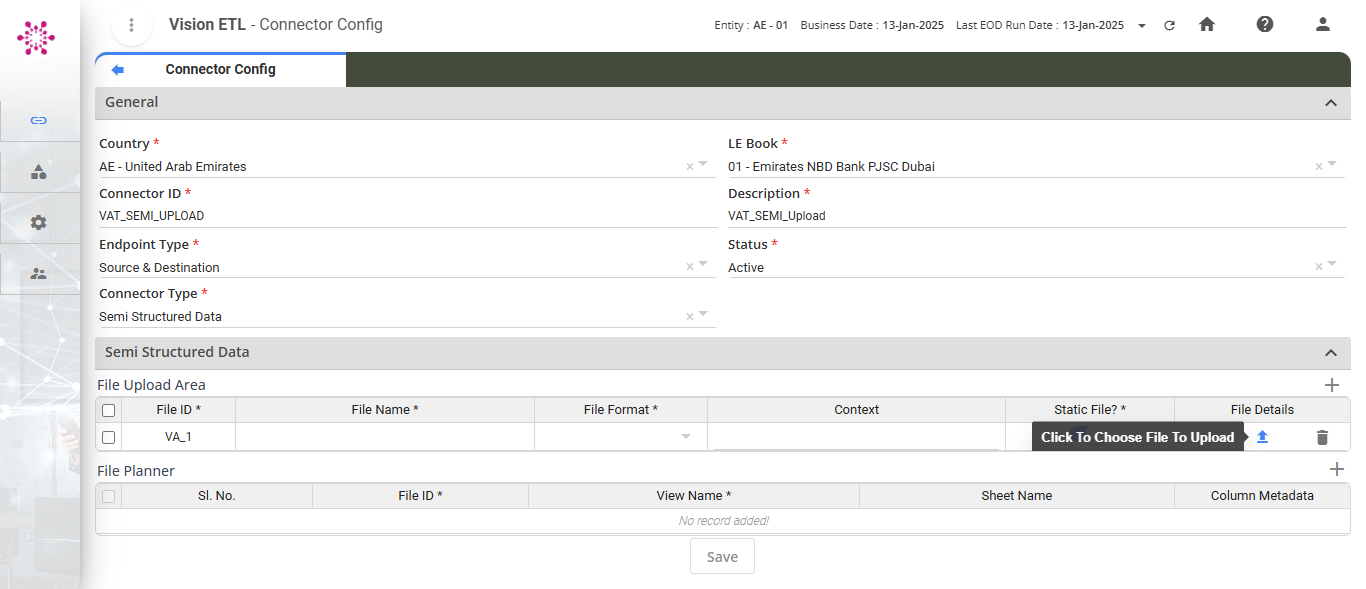 Vision ETL - Connector Config
Entity : AE - 01 Business Date : 13-Jan-2025 Last EOD Run Date : 13-Jan-2025
Connector Config
General
Country *
AE - United Arab Emirates
LE Book *
01 - Emirates NBD Bank PJSC Dubai
Connector ID *
VAT_SEMI_UPLOAD
Description *
VAT_SEMI_Upload
Endpoint Type *
Source & Destination
Status *
Active
Connector Type *
Semi Structured Data
Semi Structured Data
File Upload Area
File ID * File Name * File Format * Context Static File? * File Details
VA_1
Click To Choose File To Upload
File Planner
Sl. No. File ID * View Name * Sheet Name Column Metadata
No record added!
Save